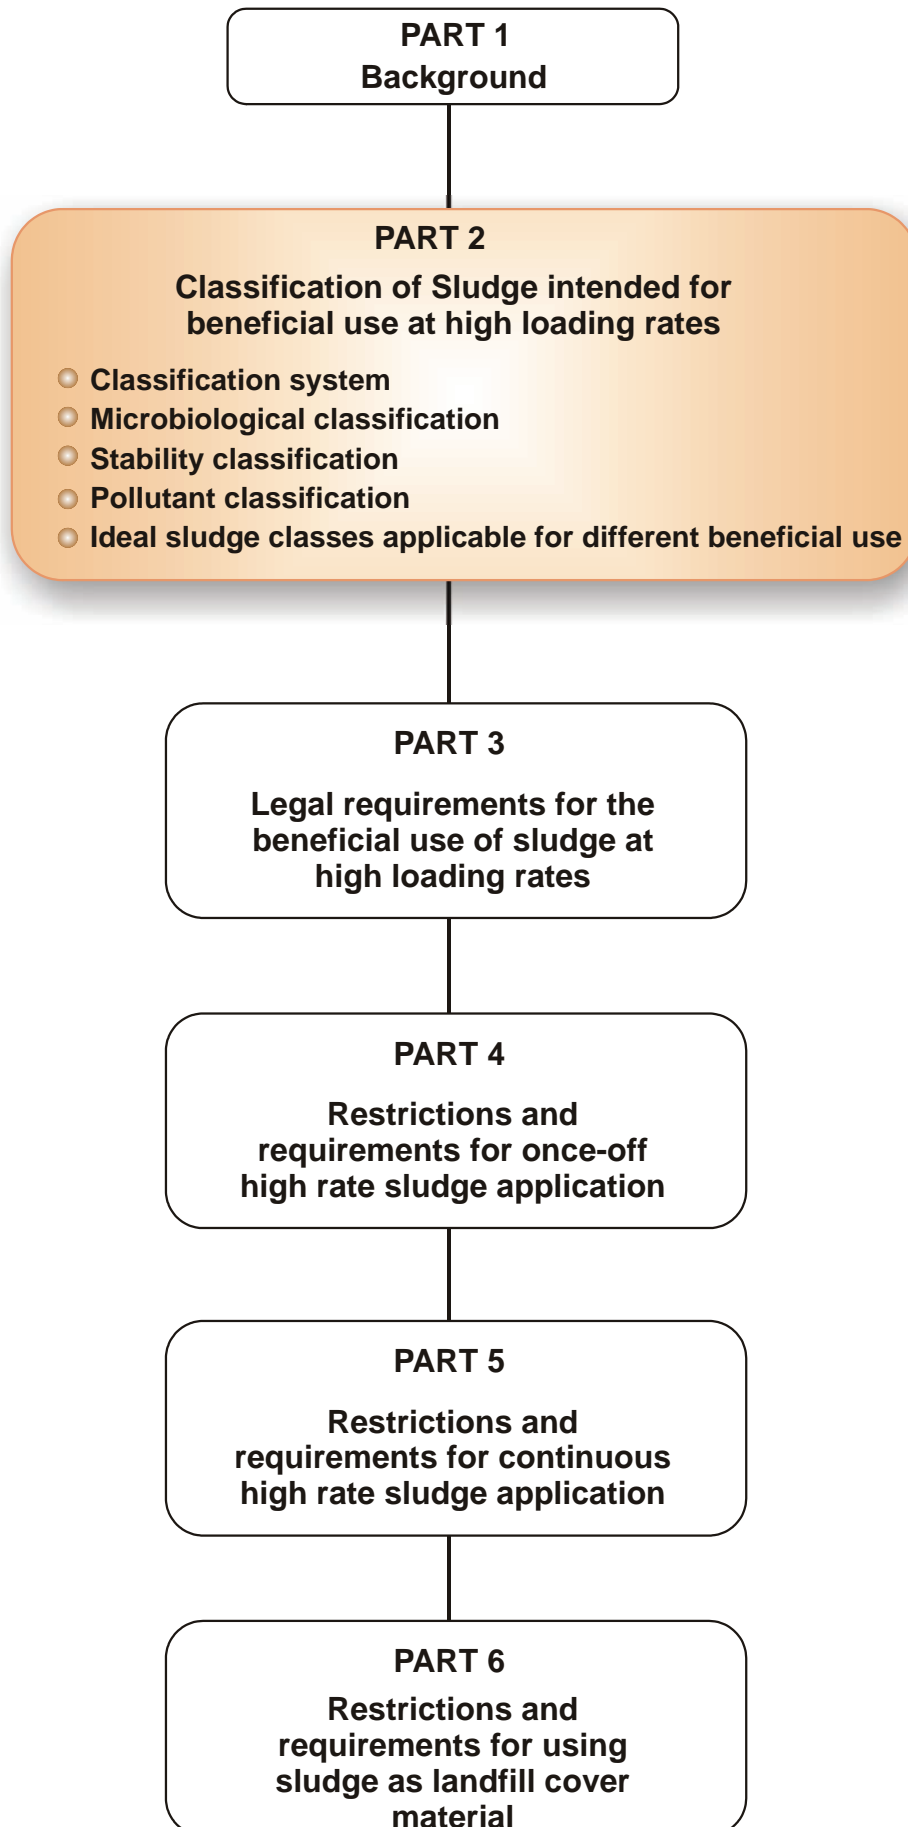 PART 1
Background
PART 2
Classification of Sludge intended for
beneficial use at high loading rates
Classification system
Microbiological classification
Stability classification
Pollutant classification
Ideal sludge classes applicable for different beneficial use
PART 3
Legal requirements for the
beneficial use of sludge at
high loading rates
PART 4
Restrictions and
requirements for once-off
high rate sludge application
PART 5
Restrictions and
requirements for continuous
high rate sludge application
PART 6
Restrictions and
requirements for using
sludge as landfill cover
material